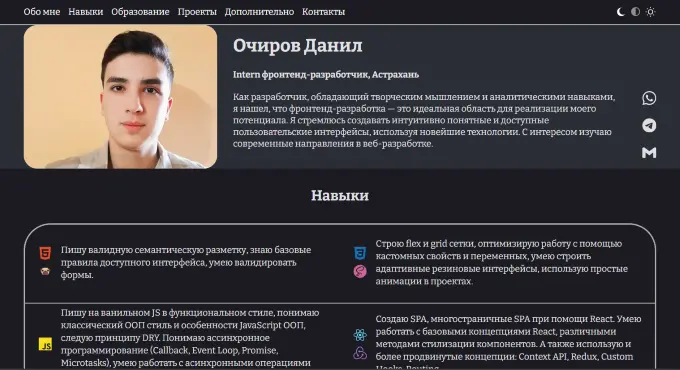 Обо мне Навыки Образование Проекты Дополнительно Контакты
Очиров Данил
Intern фронтенд-разработчик, Астрахань
Как разработчик, обладающий творческим мышлением и аналитическими навыками,
я нашел, что фронтенд-разработка — это идеальная область для реализации моего
потенциала. Я стремлюсь создавать интуитивно понятные и доступные
пользовательские интерфейсы, используя новейшие технологии. С интересом изучаю
современные направления в веб-разработке.
Навыки
Пишу валидную семантическую разметку, знаю базовые
правила доступного интерфейса, умею валидировать
формы.
Строю flex и grid сетки, оптимизирую работу с помощью
кастомных свойств и переменных, умею строить
адаптивные резиновые интерфейсы, использую простые
анимации в проектах.
JS
Пишу на ванильном JS в функциональном стиле, понимаю
классический ООП стиль и особенности JavaScript ООП,
следую принципу DRY. Понимаю ассинхронное
программирование (Callback, Event Loop, Promise,
Microtasks), умею работать с асинхронными операциями
Создаю SPA, многостраничные SPA при помощи React. Умею
работать с базовыми концепциями React, различными
методами стилизации компонентов. А также использую и
более продвинутые концепции: Context API, Redux, Custom
Hooks, Routing.